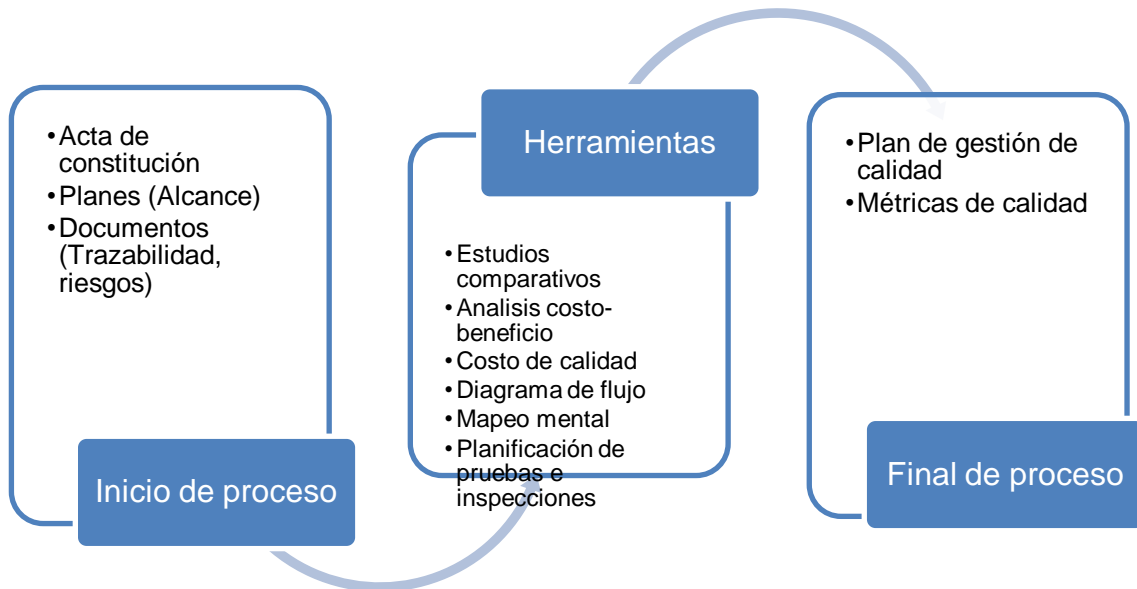 •Acta de
constitución
•Planes (Alcance)
•Documentos
(Trazabilidad,
riesgos)
Inicio de proceso
Herramientas
•Estudios
comparativos
•Analisis costo-
beneficio
•Costo de calidad
•Diagrama de flujo
•Mapeo mental
•Planificación de
pruebas e
inspecciones
•Plan de gestión de
calidad
•Métricas de calidad
Final de proceso